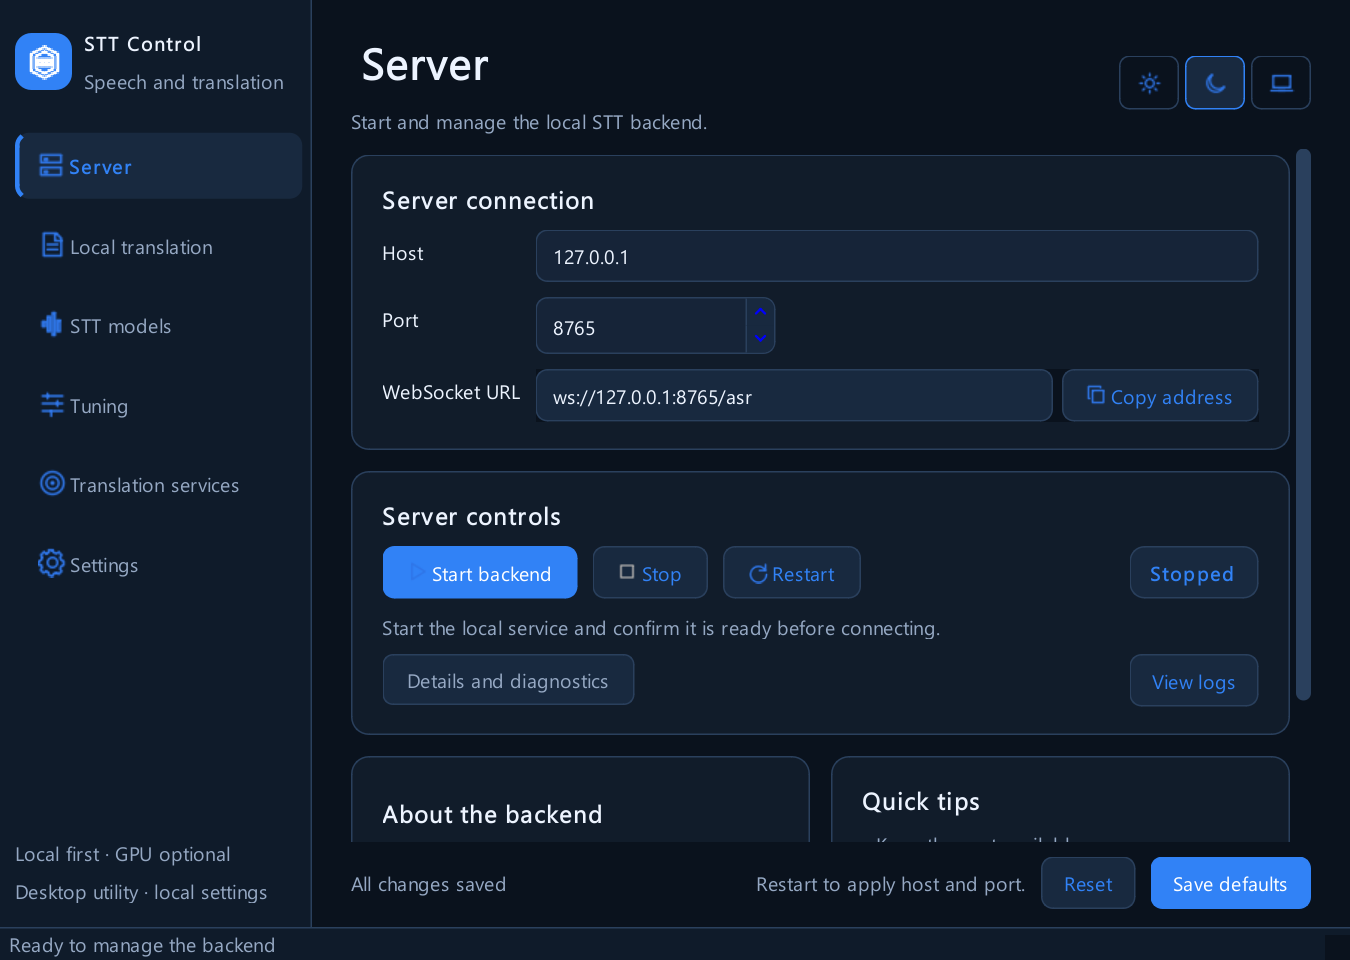 STT Control
Speech and translation
Server
Local translation
STT models
Tuning
Translation services
Settings
Local first · GPU optional
Desktop utility · local settings
Server
Start and manage the local STT backend.
Server connection
Host
127.0.0.1
Port
8765
WebSocket URL
ws://127.0.0.1:8765/asr
Copy address
Server controls
Start backend
Stop
Restart
Stopped
Start the local service and confirm it is ready before connecting.
Details and diagnostics
View logs
About the backend
Quick tips
All changes saved
Restart to apply host and port.
Reset
Save defaults
Ready to manage the backend